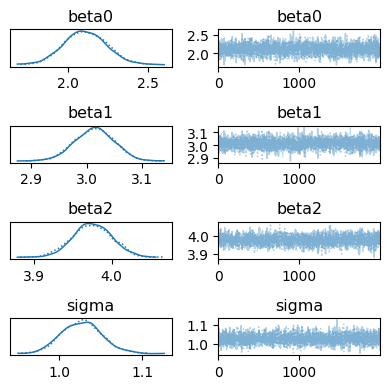 beta0 beta0
2.5
2.0
2.0 2.5 0 1000
beta1 beta1
3.1
3.0
2.9
2.9 3.0 3.1 0 1000
beta2 beta2
4.0
3.9
3.9 4.0 0 1000
sigma sigma
1.1
1.0
1.0 1.1 0 1000